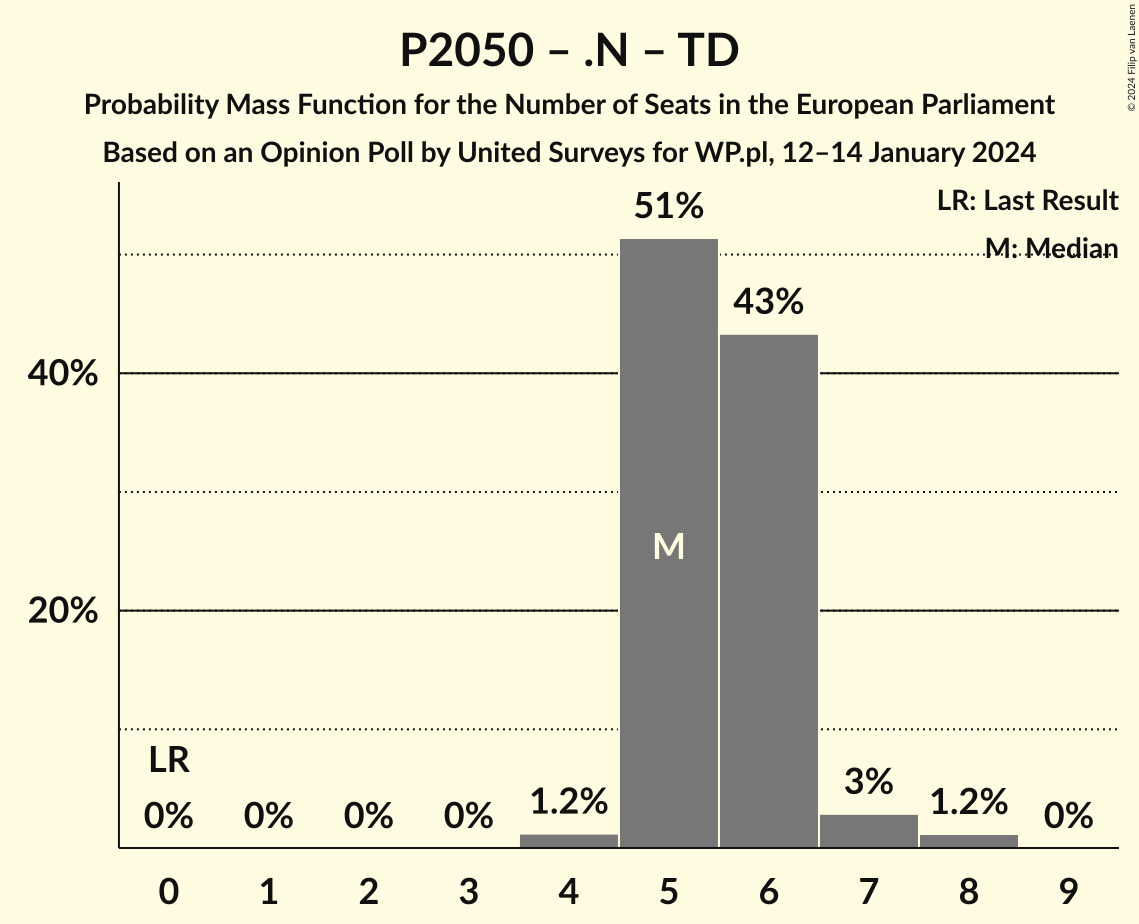 P2050 – .N – TD
Probability Mass Function for the Number of Seats in the European Parliament
Based on an Opinion Poll by United Surveys for WP.pl, 12–14 January 2024
© 2024 Filip van Laenen
LR: Last Result
M: Median
51%
43%
40%
M
20%
LR
0% 0% 0% 0% 1.2% 3% 1.2% 0%
0 1 2 3 4 5 6 7 8 9